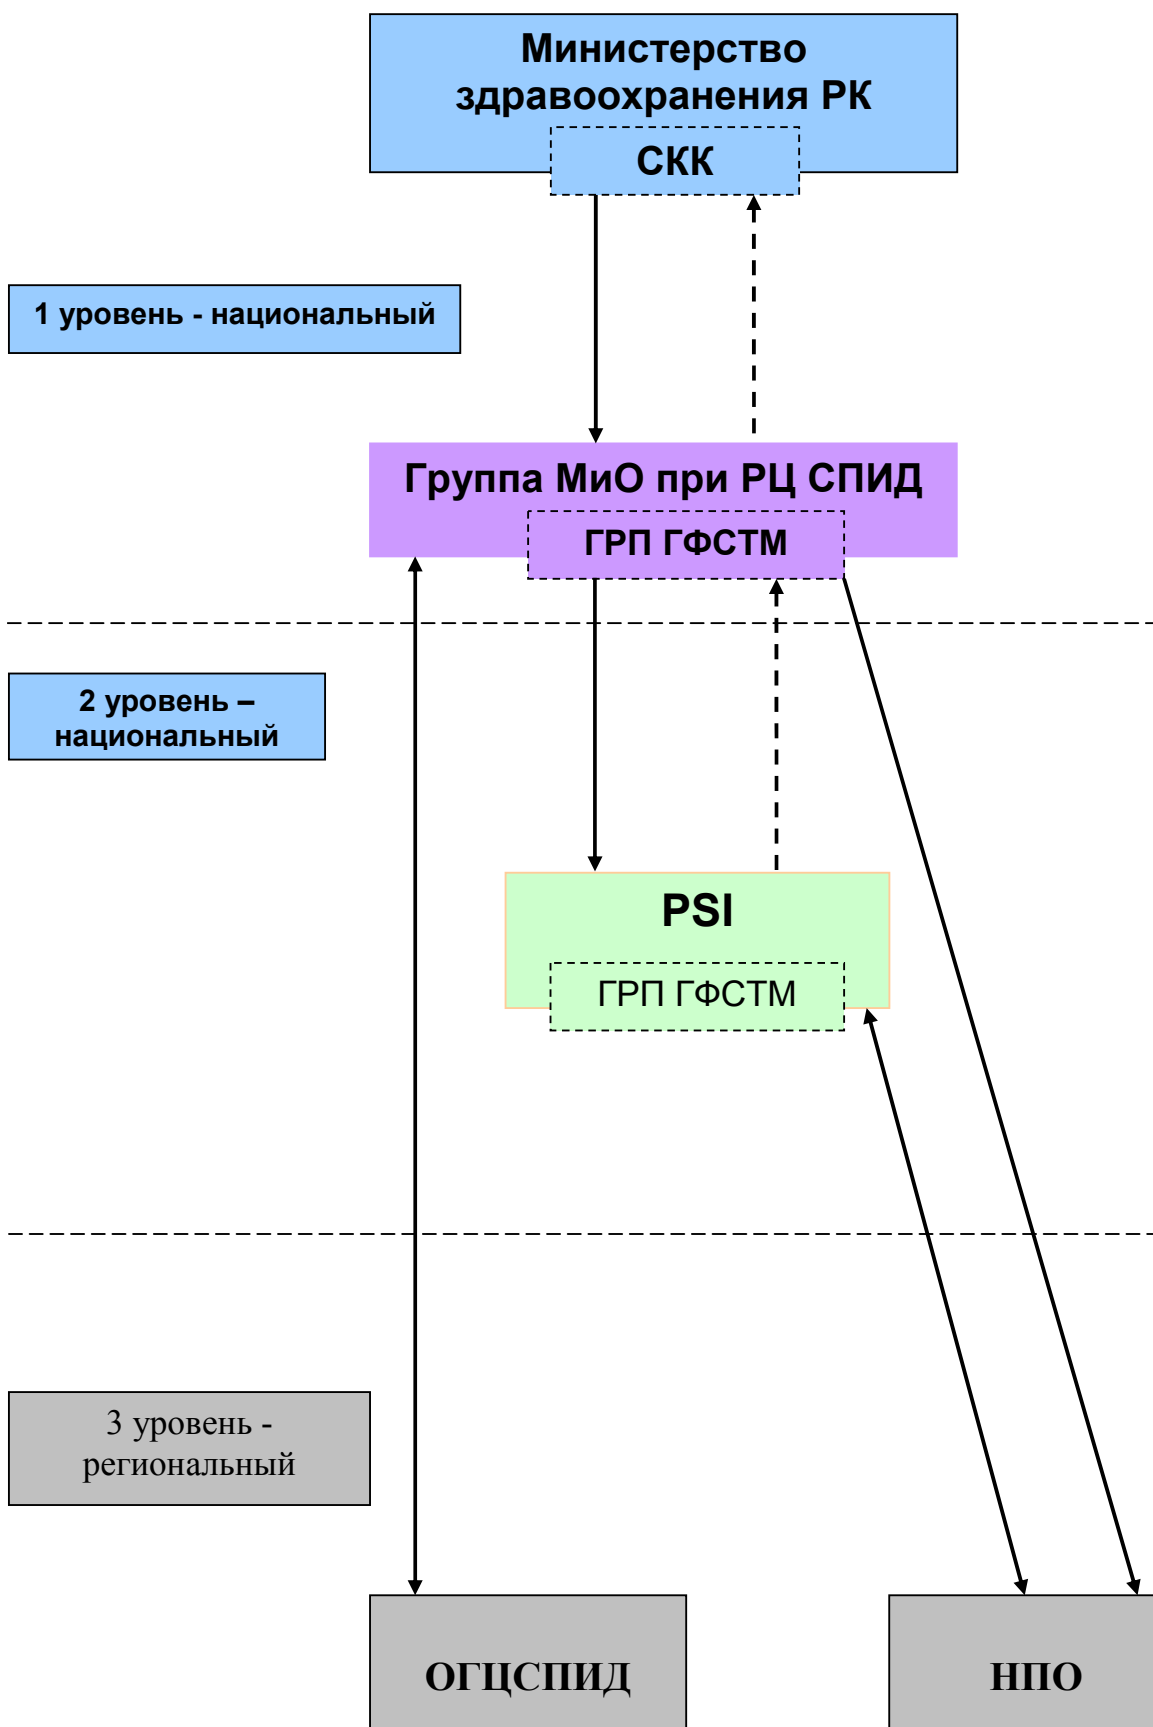 Министерство
здравоохранения РК
СКК
1 уровень - национальный
Группа МиО при РЦ СПИД
ГРП ГФСТМ
2 уровень –
национальный
PSI
ГРП ГФСТМ
3 уровень -
региональный
ОГЦСПИД
НПО